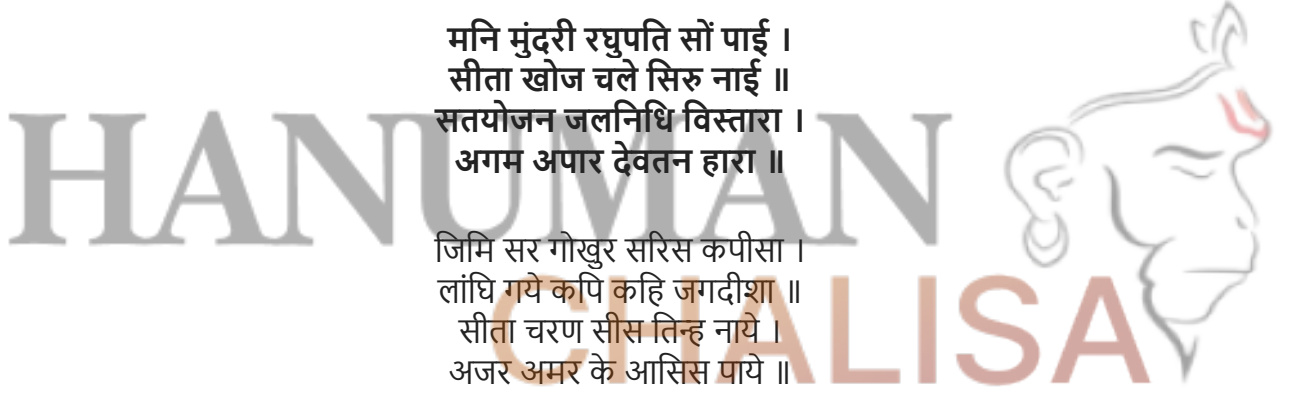 मनि मुंदरी रघुपति सों पाई ।
सीता खोज चले सिरु नाई ॥
सतयोजन जलनिधि विस्तारा ।
अगम अपार देवतन हारा ॥
जिमि सर गोखुर सरिस कपीसा ।
लांघि गये कपि कहि जगदीशा ॥
सीता चरण सीस तिन्ह नाये ।
अजर अमर के आसिस पाये ॥
HANUMAN
CHALISA